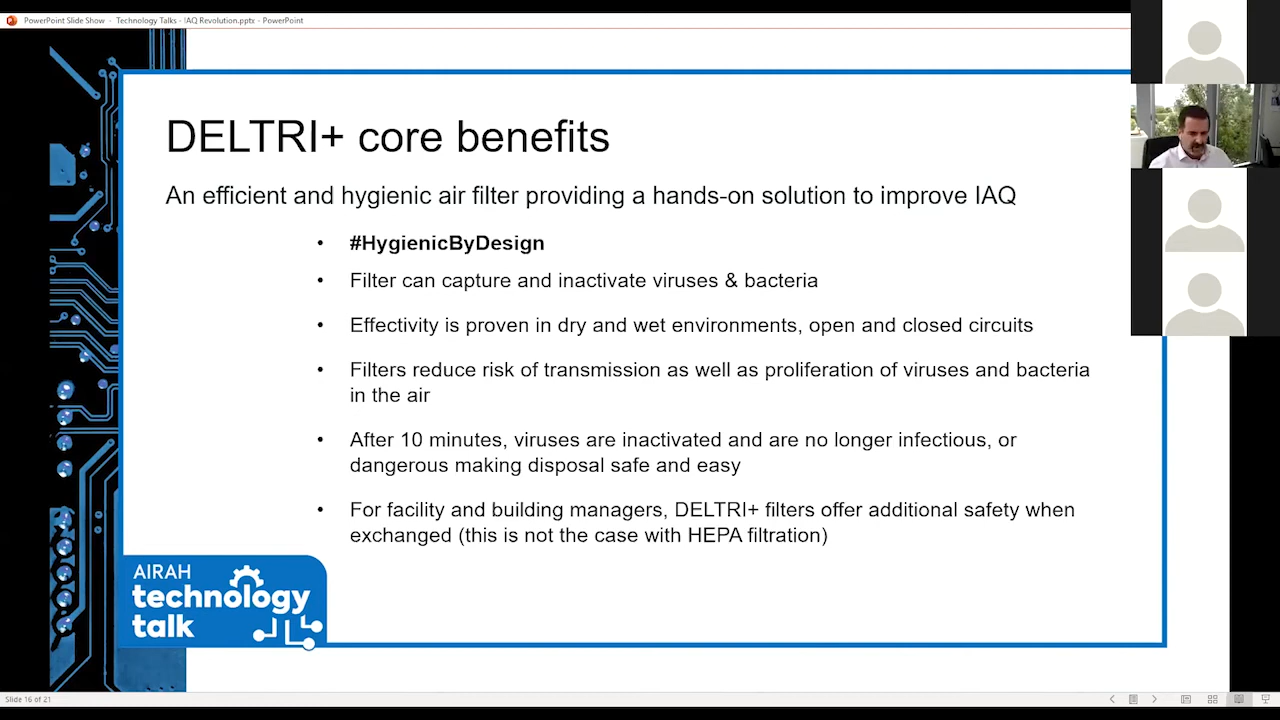 PowerPoint Slide Show - Technology Talks - IAQ Revolution.pptx - PowerPoint
DELTRI+ core benefits
An efficient and hygienic air filter providing a hands-on solution to improve IAQ
• #HygienicByDesign
• Filter can capture and inactivate viruses & bacteria
• Effectivity is proven in dry and wet environments, open and closed circuits
• Filters reduce risk of transmission as well as proliferation of viruses and bacteria
in the air
• After 10 minutes, viruses are inactivated and are no longer infectious, or
dangerous making disposal safe and easy
• For facility and building managers, DELTRI+ filters offer additional safety when
exchanged (this is not the case with HEPA filtration)
AIRAH
technology
talk
Slide 16 of 21